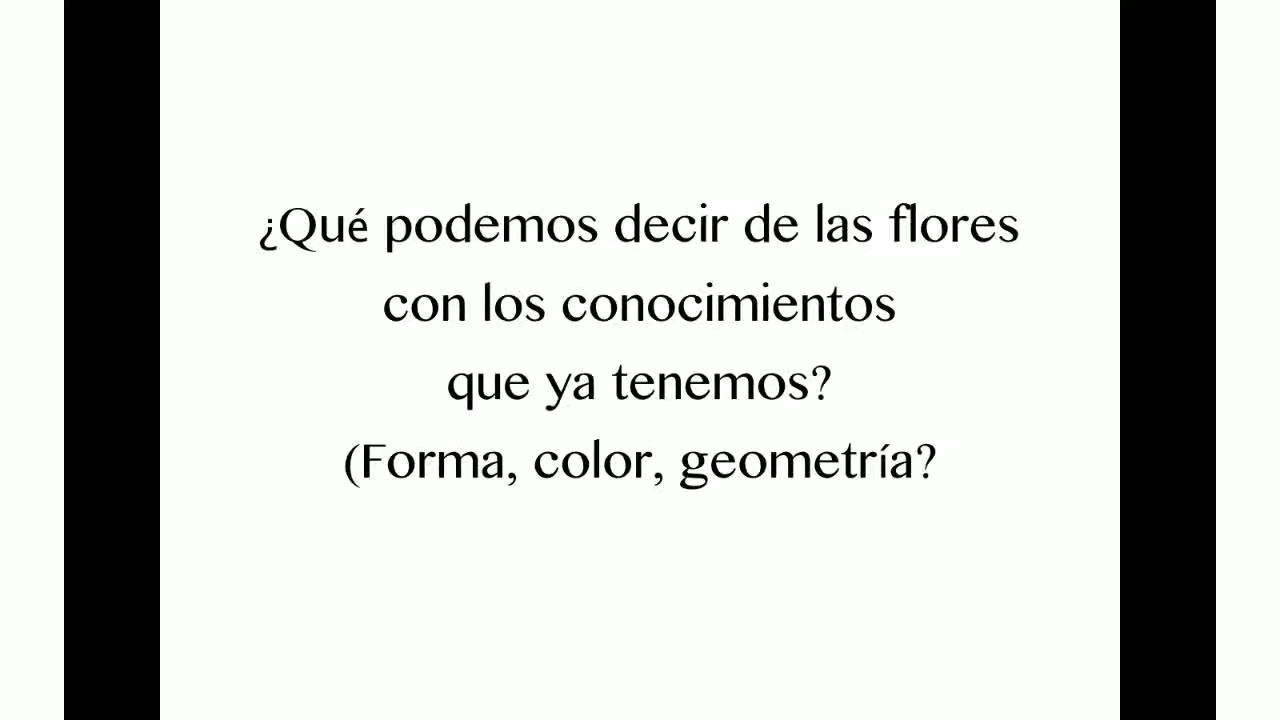 ¿Qué podemos decir de las flores
con los conocimientos
que ya tenemos?
(Forma, color, geometría?